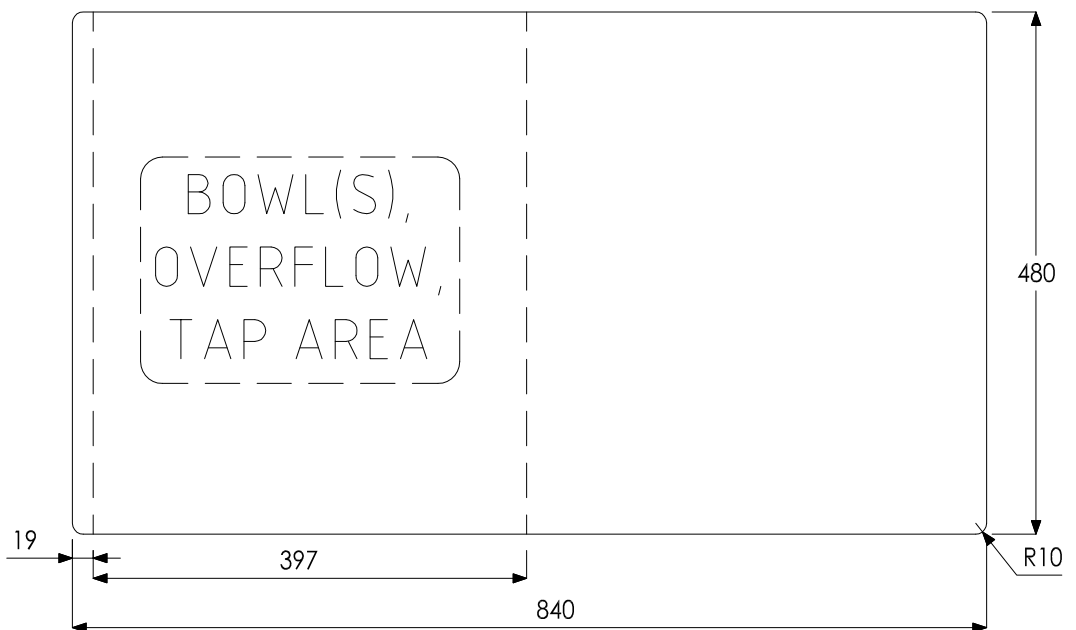 BOWL(S),
OVERFLOW,
TAP AREA
480
19
397
R10
840